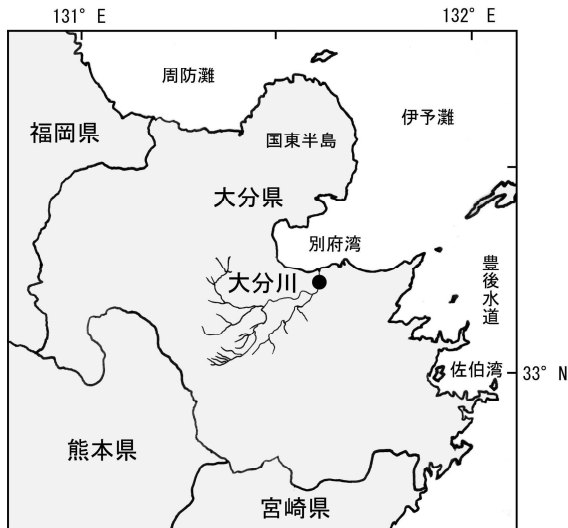 131° E
132° E
周防灘
伊予灘
福岡県
国東半島
大分県
別府湾
大分川
豊後水道
佐伯湾
33° N
熊本県
宮崎県